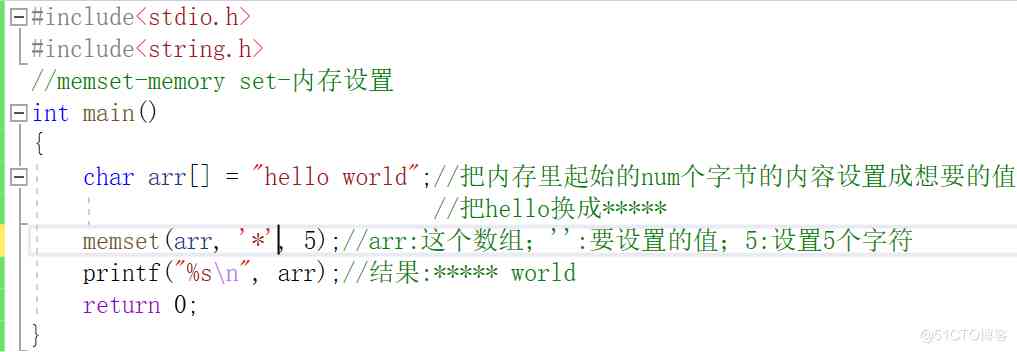 #include<stdio.h>
#include<string.h>
//memset-memory set-内存设置
int main()
{
char arr[] = "hello world";//把内存里起始的num个字节的内容设置成想要的值
//把hello换成*****
memset(arr, '*', 5);//arr:这个数组；'':要设置的值；5:设置5个字符
printf("%s\n", arr);//结果:***** world
return 0;
}
@51CTO博客